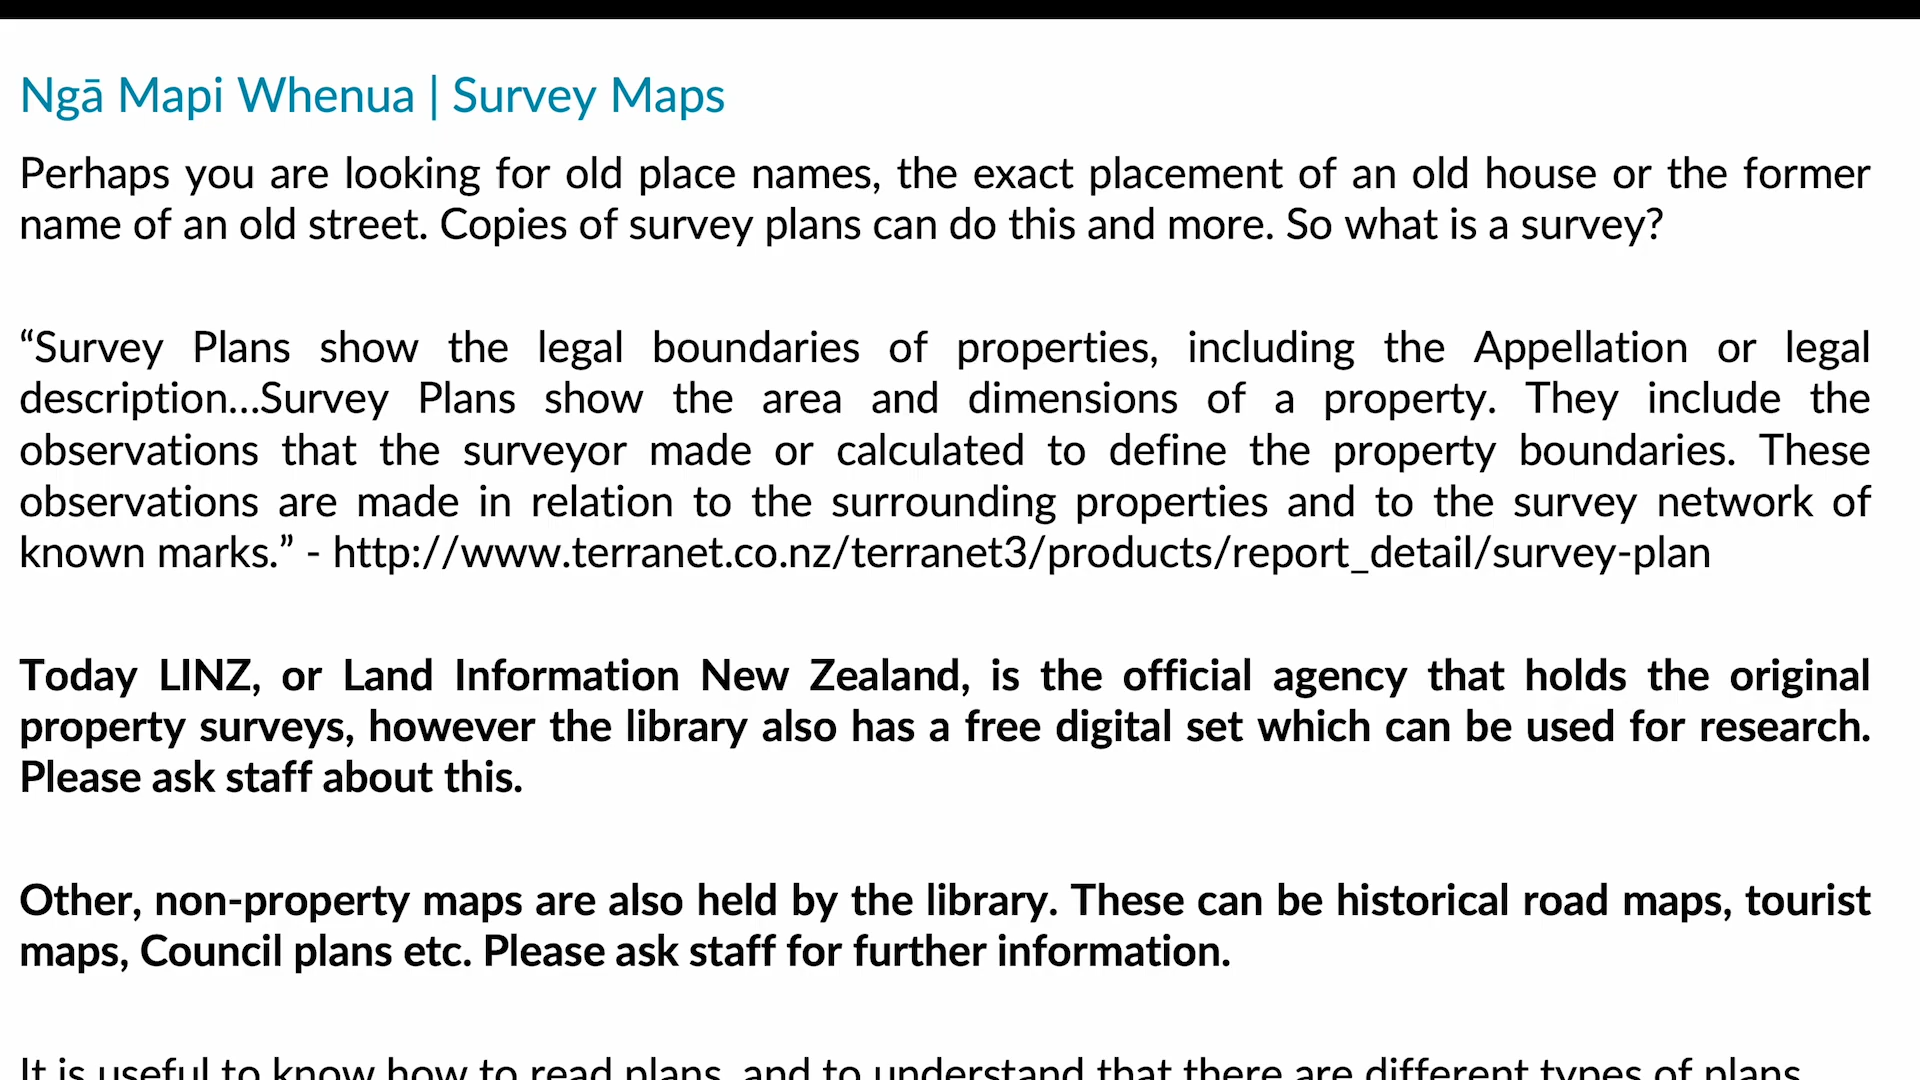 Ngā Mapi Whenua | Survey Maps
Perhaps you are looking for old place names, the exact placement of an old house or the former
name of an old street. Copies of survey plans can do this and more. So what is a survey?
“Survey Plans show the legal boundaries of properties, including the Appellation or legal
description...Survey Plans show the area and dimensions of a property. They include the
observations that the surveyor made or calculated to define the property boundaries. These
observations are made in relation to the surrounding properties and to the survey network of
known marks.” - http://www.terranet.co.nz/terranet3/products/report_detail/survey-plan
Today LINZ, or Land Information New Zealand, is the official agency that holds the original
property surveys, however the library also has a free digital set which can be used for research.
Please ask staff about this.
Other, non-property maps are also held by the library. These can be historical road maps, tourist
maps, Council plans etc. Please ask staff for further information.
It is useful to know how to read plans, and to understand that there are different types of plans.